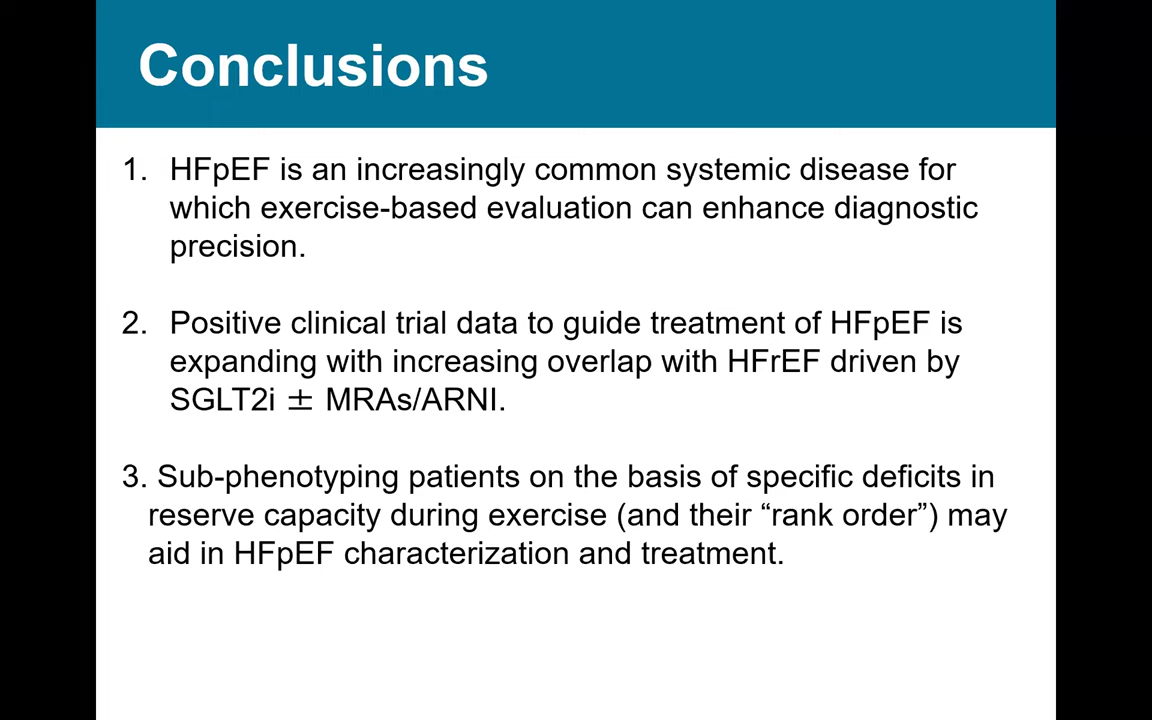 Conclusions
1. HFpEF is an increasingly common systemic disease for
which exercise-based evaluation can enhance diagnostic
precision.
2. Positive clinical trial data to guide treatment of HFpEF is
expanding with increasing overlap with HFrEF driven by
SGLT2i ± MRAs/ARNI.
3. Sub-phenotyping patients on the basis of specific deficits in
reserve capacity during exercise (and their “rank order”) may
aid in HFpEF characterization and treatment.